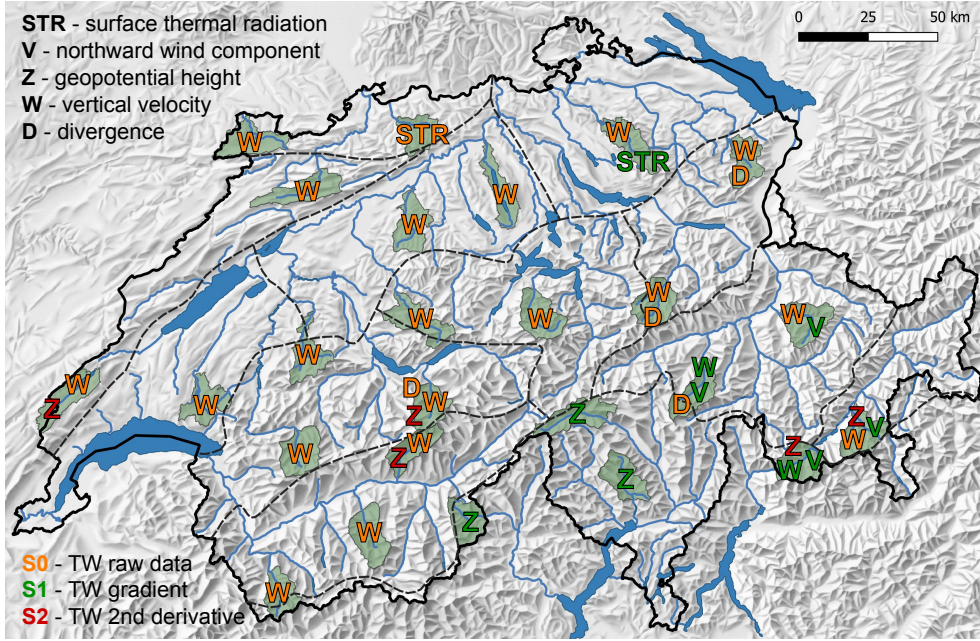 STR - surface thermal radiation
V - northward wind component
Z - geopotential height
W - vertical velocity
D - divergence
0 25 50 km
W
STR
W
STR
W
D
W
W
W
W
W
W
D
W
V
W
W
Z
W
D
W
Z
W
V
D
Z
W
Z
W
Z
Z
V
W
Z
V
W
Z
W
Z
W
S0 - TW raw data
S1 - TW gradient
S2 - TW 2nd derivative